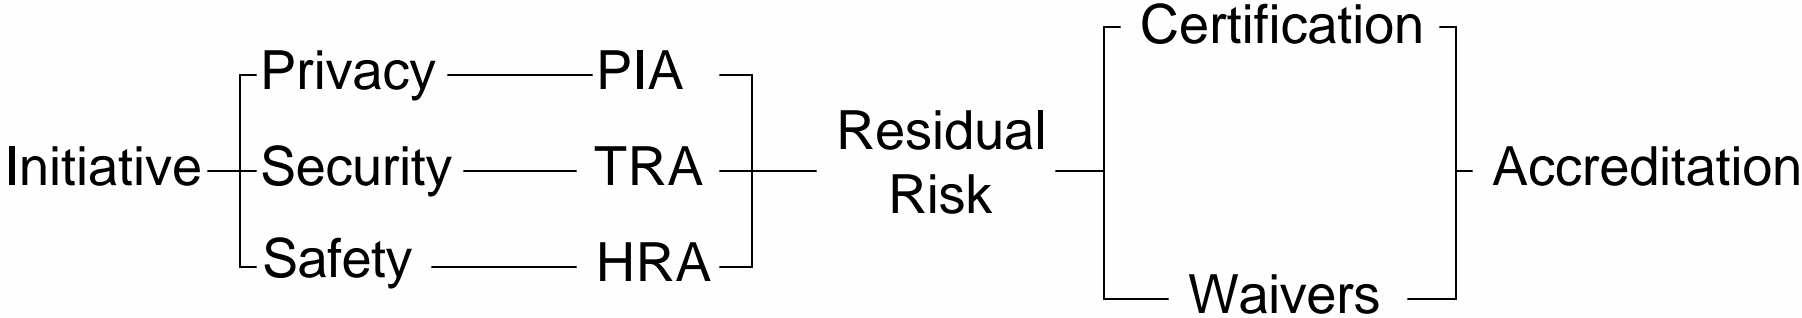 Initiative
Privacy
PIA
Security
TRA
Safety
HRA
Residual
Risk
Certification
Waivers
Accreditation